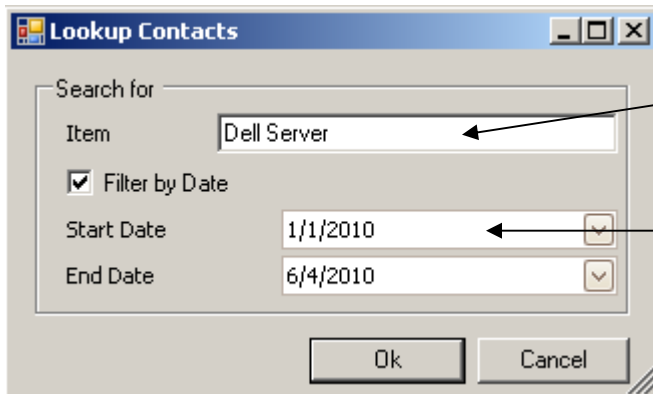 Lookup Contacts
Search for
Item Dell Server
Filter by Date
Start Date 1/1/2010
End Date 6/4/2010
Ok Cancel